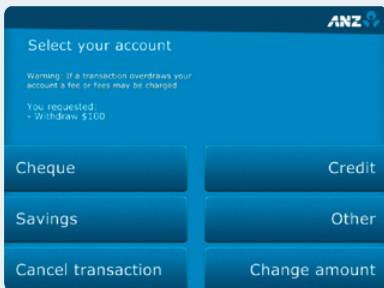 ANZ
Select your account
Warning: If a transaction overdraws your
account a fee or fees may be charged
You requested:
- Withdraw $100
Cheque
Credit
Savings
Other
Cancel transaction
Change amount